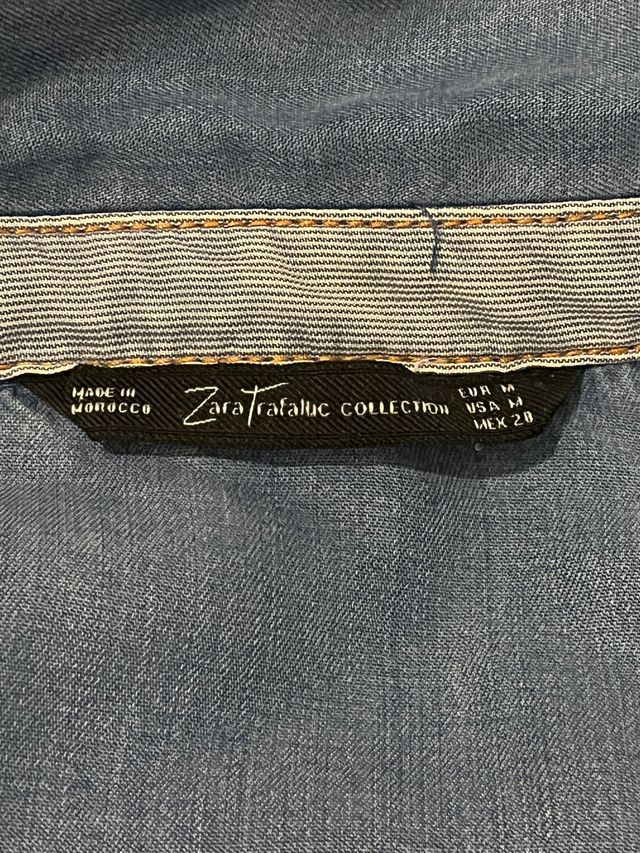 MADE IN
MOROCCO
Zara Trafaluc COLLECTION
EUR M
USA M
MEX 28